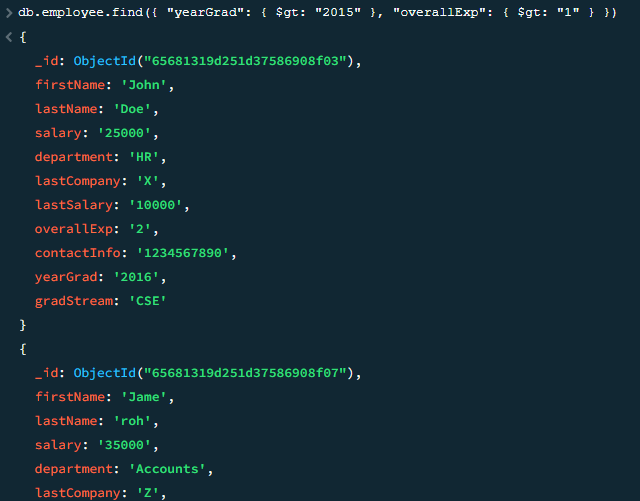 db.employee.find({ "yearGrad": { $gt: "2015" }, "overallExp": { $gt: "1" } })
{
_id: ObjectId("65681319d251d37586908f03"),
firstName: 'John',
lastName: 'Doe',
salary: '25000',
department: 'HR',
lastCompany: 'X',
lastSalary: '10000',
overallExp: '2',
contactInfo: '1234567890',
yearGrad: '2016',
gradStream: 'CSE'
}
{
_id: ObjectId("65681319d251d37586908f07"),
firstName: 'Jame',
lastName: 'roh',
salary: '35000',
department: 'Accounts',
lastCompany: 'Z',